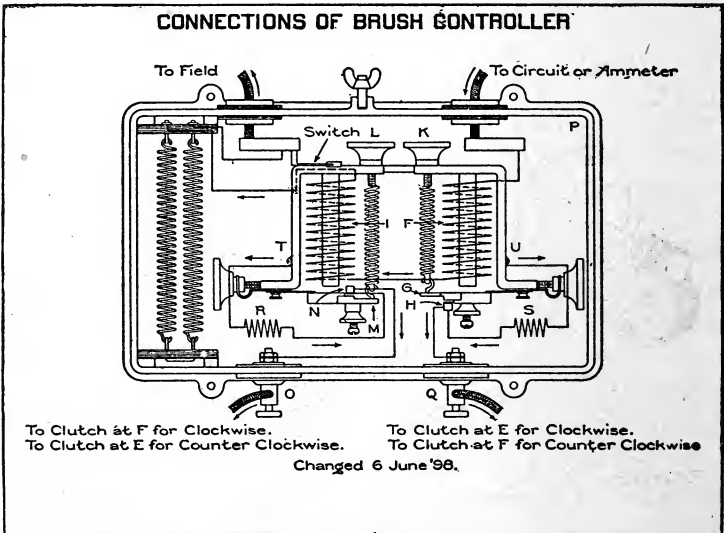 CONNECTIONS OF BRUSH CONTROLLER
To Field
To Circuit or Ammeter
P
Switch L K
I F
T U
G
H
N
R M S
O Q
To Clutch at F for Clockwise.
To Clutch at E for Counter Clockwise.
To Clutch at E for Clockwise.
To Clutch at F for Counter Clockwise
Changed 6 June '98.